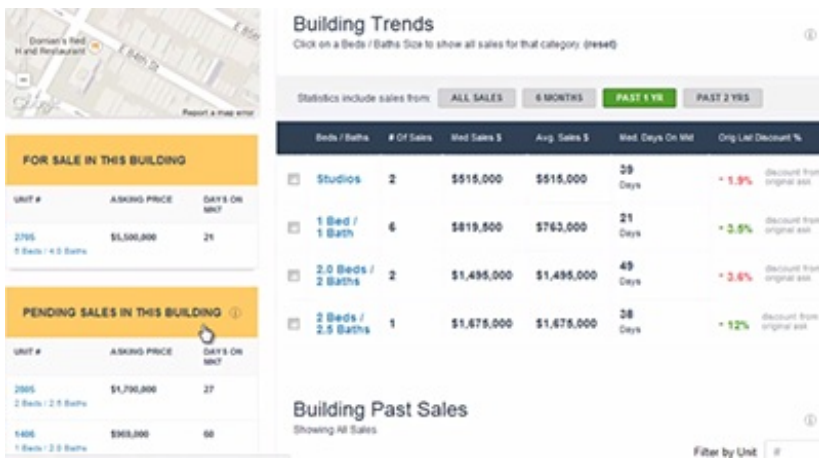 Dorrian's Red
Hand Restaurant
E 84th St
E 85t
Google
Report a map error
FOR SALE IN THIS BUILDING
UNIT # ASKING PRICE DAYS ON MKT
2705 $5,500,000 21
5 Beds / 4.0 Baths
PENDING SALES IN THIS BUILDING
UNIT # ASKING PRICE DAYS ON MKT
2805 $1,700,000 27
2 Beds / 2.5 Baths
1406 $969,000 60
1 Beds / 2.0 Baths
Building Trends
Click on a Beds / Baths Size to show all sales for that category. (reset)
Statistics include sales from: ALL SALES 6 MONTHS PAST 1 YR PAST 2 YRS
Beds / Baths # Of Sales Med Sales $ Avg. Sales $ Med. Days On Mkt Orig List Discount %
Studios 2 $515,000 $515,000 39 Days 1.9% discount from original ask
1 Bed / 1 Bath 6 $819,500 $763,000 21 Days 3.5% discount from original ask
2.0 Beds / 2 Baths 2 $1,495,000 $1,495,000 49 Days 3.6% discount from original ask
2 Beds / 2.5 Baths 1 $1,675,000 $1,675,000 38 Days 12% discount from original ask
Building Past Sales
Showing All Sales
Filter by Unit #